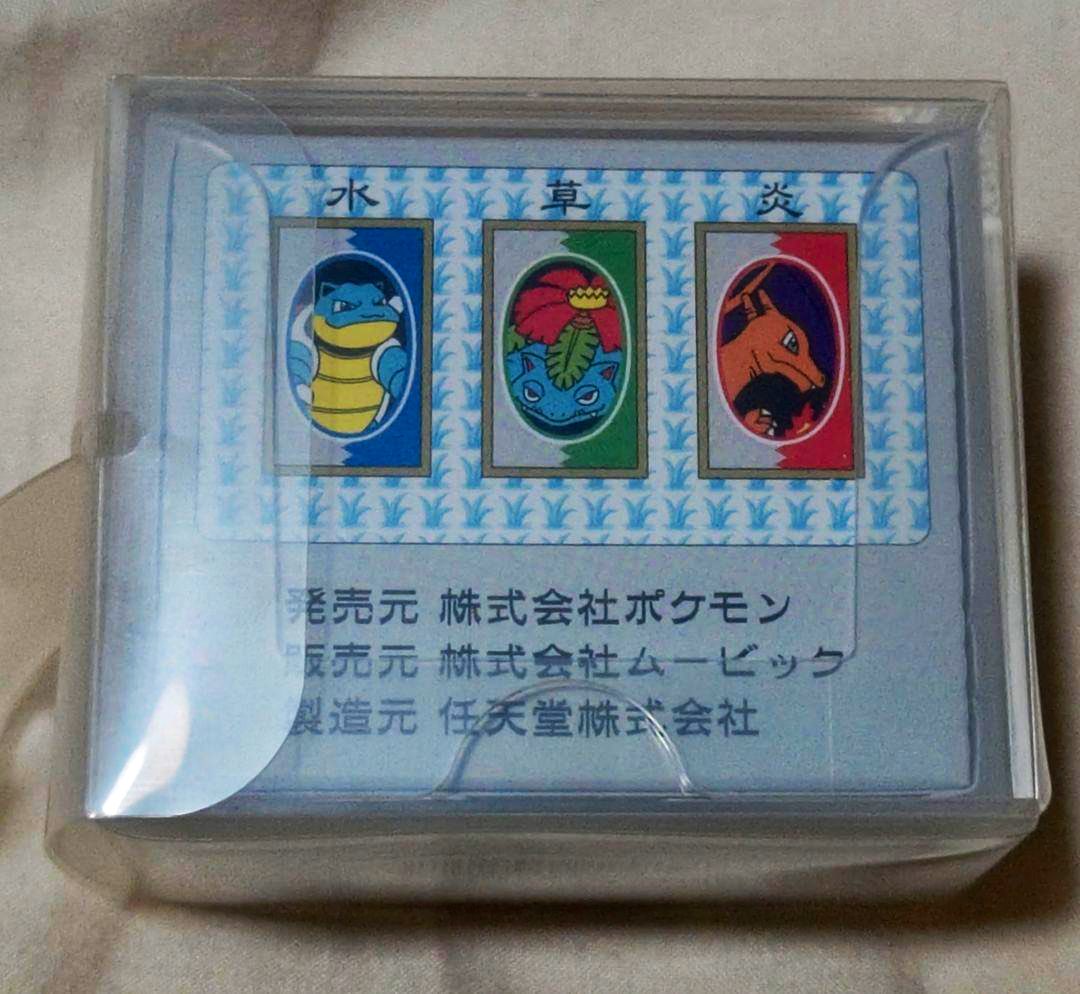 水 草 炎
発売元 株式会社ポケモン
販売元 株式会社ムービック
製造元 任天堂株式会社